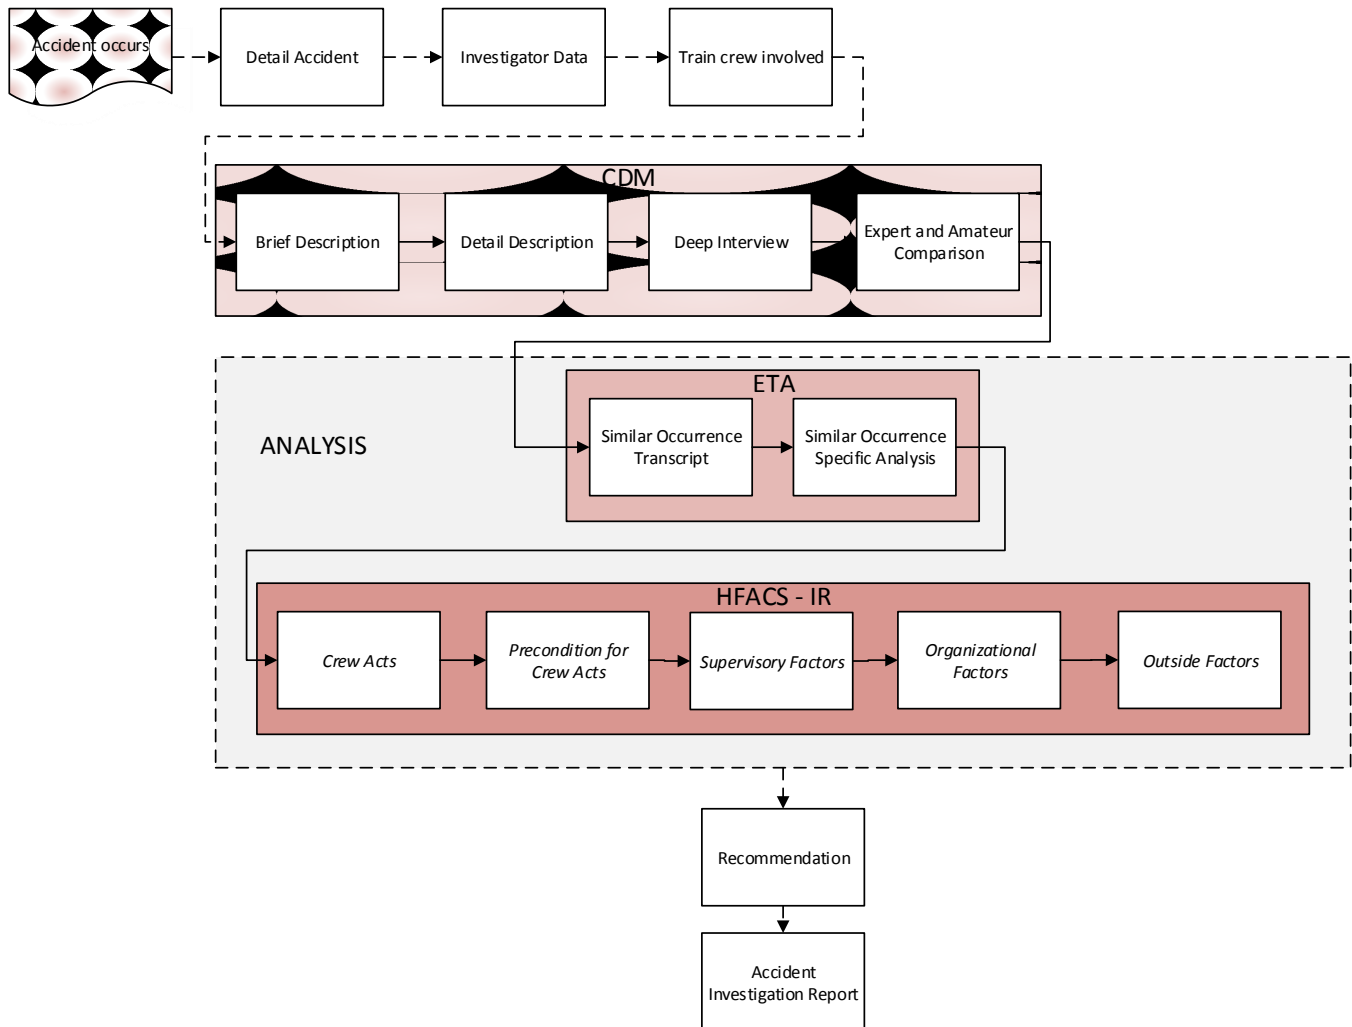 Accident occurs
Detail Accident
Investigator Data
Train crew involved
CDM
Brief Description
Detail Description
Deep Interview
Expert and Amateur
Comparison
ANALYSIS
ETA
Similar Occurrence
Transcript
Similar Occurrence
Specific Analysis
HFACS - IR
Crew Acts
Precondition for
Crew Acts
Supervisory Factors
Organizational
Factors
Outside Factors
Recommendation
Accident
Investigation Report